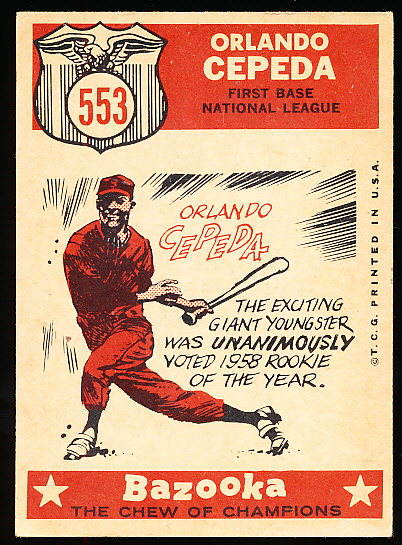 553
ORLANDO
CEPEDA
FIRST BASE
NATIONAL LEAGUE
ORLANDO
CEPEDA
THE EXCITING
GIANT YOUNGSTER
WAS UNANIMOUSLY
VOTED 1958 ROOKIE
OF THE YEAR.
©T.C.G. PRINTED IN U.S.A.
Bazooka
THE CHEW OF CHAMPIONS